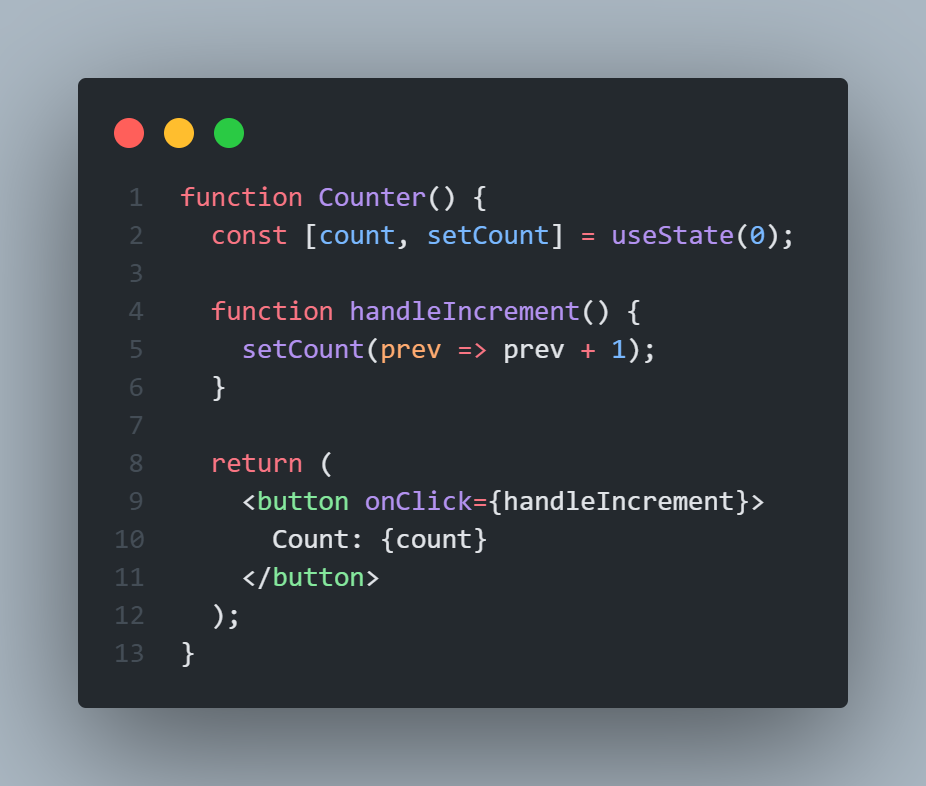 1 function Counter() {
2   const [count, setCount] = useState(0);
3
4   function handleIncrement() {
5     setCount(prev => prev + 1);
6   }
7
8   return (
9     <button onClick={handleIncrement}>
10       Count: {count}
11     </button>
12   );
13 }